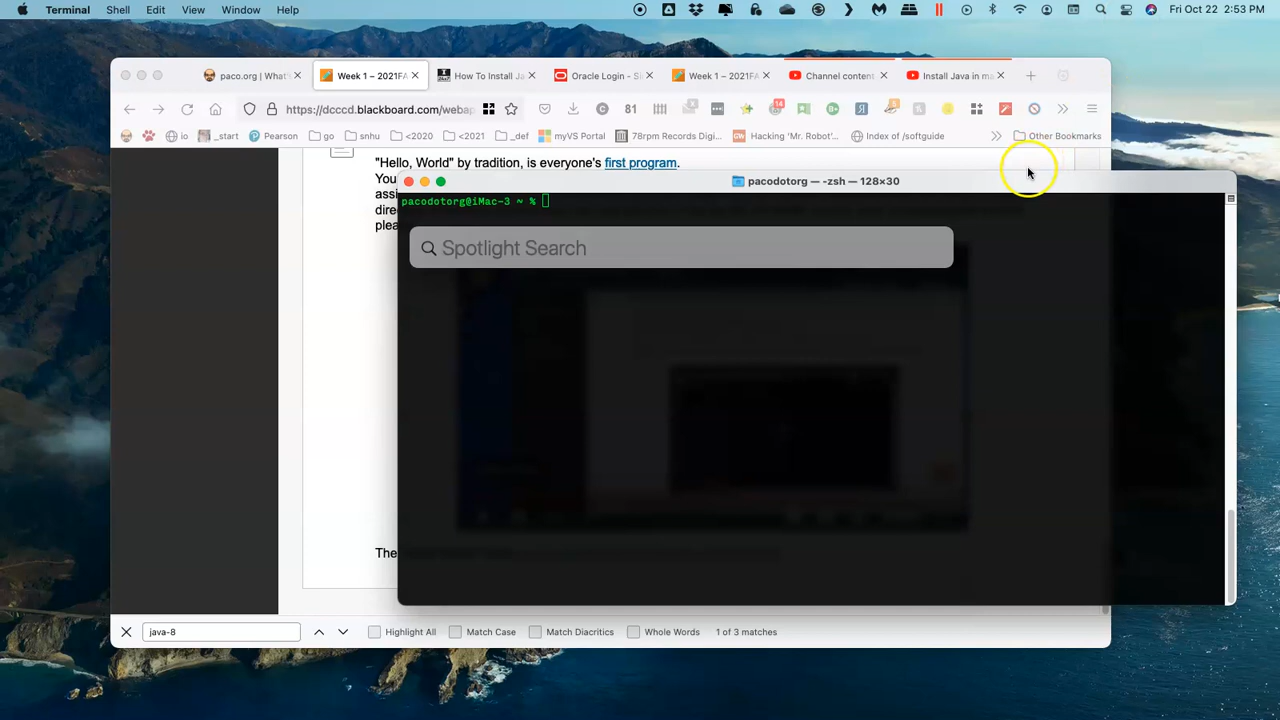 Terminal Shell Edit View Window Help Fri Oct 22 2:53 PM
paco.org | What' Week 1 – 2021FA How To Install Ja Oracle Login - Si Week 1 – 2021FA Channel content Install Java in ma
https://dcccd.blackboard.com/webap 81 14 5
io _start Pearson go snhu <2020 <2021 _def myVS Portal 78rpm Records Digi... Hacking 'Mr. Robot'... Index of /softguide Other Bookmarks
"Hello, World" by tradition, is everyone's first program.
You
assi
dire
plea
pacodotorg — -zsh — 128×30
pacodotorg@iMac-3 ~ %
Spotlight Search
The
java-8 Highlight All Match Case Match Diacritics Whole Words 1 of 3 matches